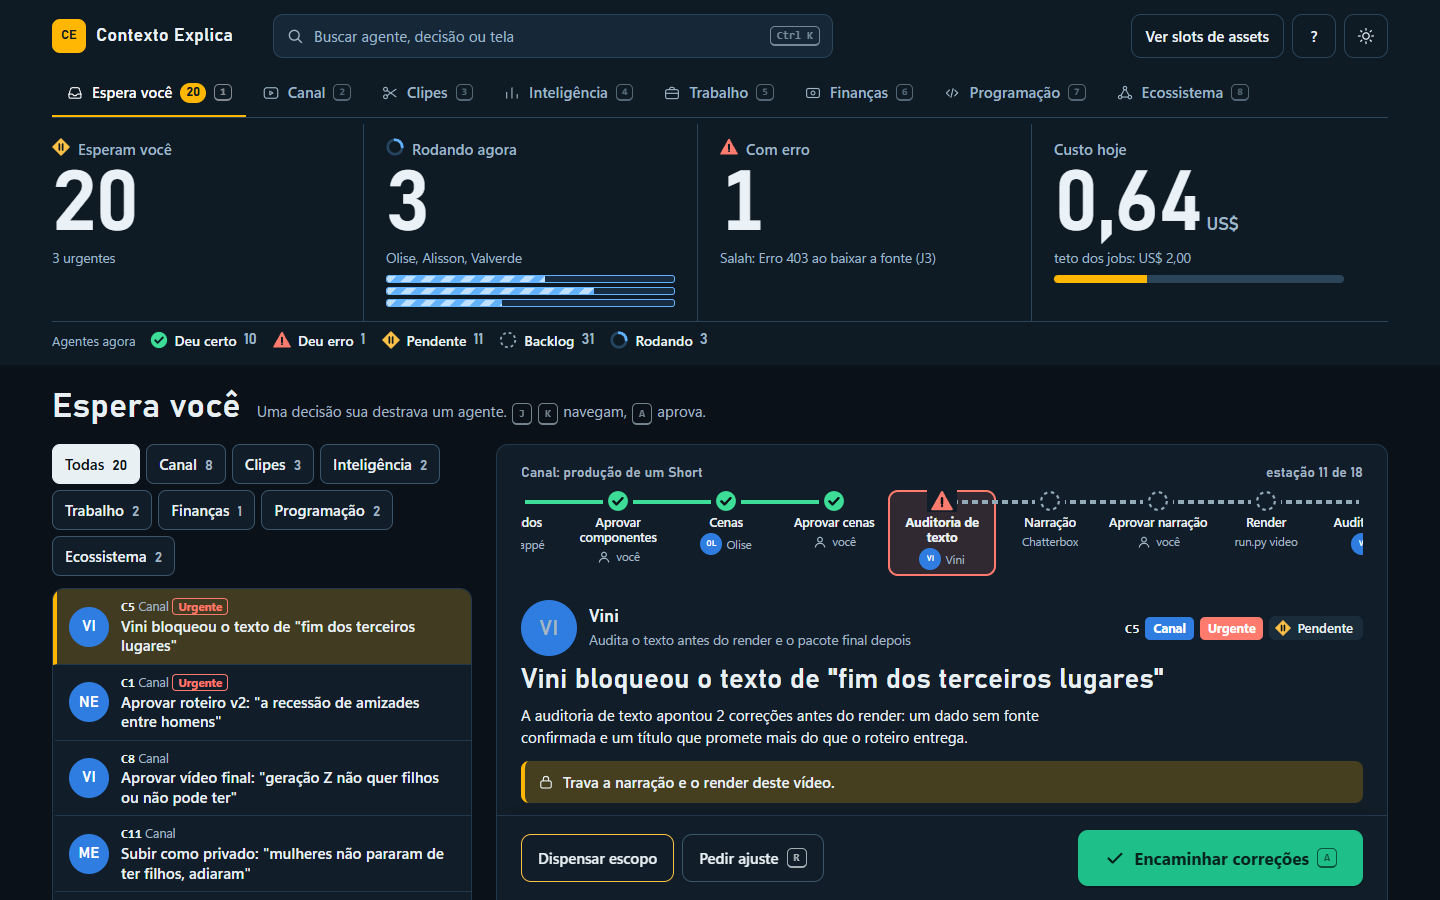 CE Contexto Explica
Buscar agente, decisão ou tela Ctrl K
Ver slots de assets
?
Espera você 20 1
Canal 2
Clipes 3
Inteligência 4
Trabalho 5
Finanças 6
Programação 7
Ecossistema 8
Esperam você
20
3 urgentes
Rodando agora
3
Olise, Alisson, Valverde
Com erro
1
Salah: Erro 403 ao baixar a fonte (J3)
Custo hoje
0,64 US$
teto dos jobs: US$ 2,00
Agentes agora Deu certo 10 Deu erro 1 Pendente 11 Backlog 31 Rodando 3
Espera você Uma decisão sua destrava um agente. J K navegam, A aprova.
Todas 20 Canal 8 Clipes 3 Inteligência 2
Trabalho 2 Finanças 1 Programação 2
Ecossistema 2
VI
C5 Canal Urgente
Vini bloqueou o texto de "fim dos terceiros
lugares"
NE
C1 Canal Urgente
Aprovar roteiro v2: "a recessão de amizades
entre homens"
VI
C8 Canal
Aprovar vídeo final: "geração Z não quer filhos
ou não pode ter"
ME
C11 Canal
Subir como privado: "mulheres não pararam de
ter filhos, adiaram"
Canal: produção de um Short estação 11 de 18
dos
appé
Aprovar
componentes
você
Cenas
OL Olise
Aprovar cenas
você
Auditoria de
texto
VI Vini
Narração
Chatterbox
Aprovar narração
você
Render
run.py video
Audit
VI
Vini
Audita o texto antes do render e o pacote final depois
C5 Canal Urgente Pendente
Vini bloqueou o texto de "fim dos terceiros lugares"
A auditoria de texto apontou 2 correções antes do render: um dado sem fonte
confirmada e um título que promete mais do que o roteiro entrega.
Trava a narração e o render deste vídeo.
Dispensar escopo
Pedir ajuste R
Encaminhar correções A